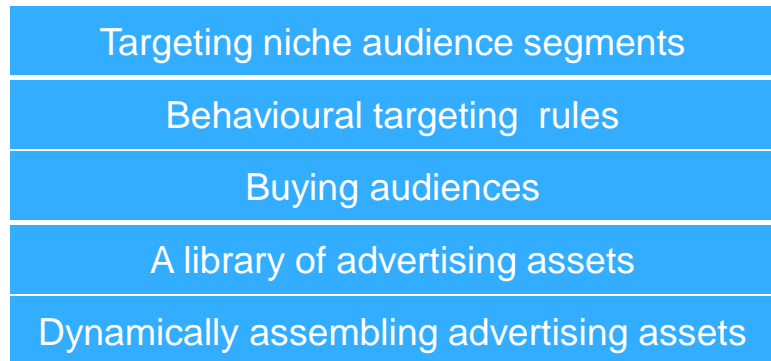 Targeting niche audience segments
Behavioural targeting  rules
Buying audiences
A library of advertising assets
Dynamically assembling advertising assets